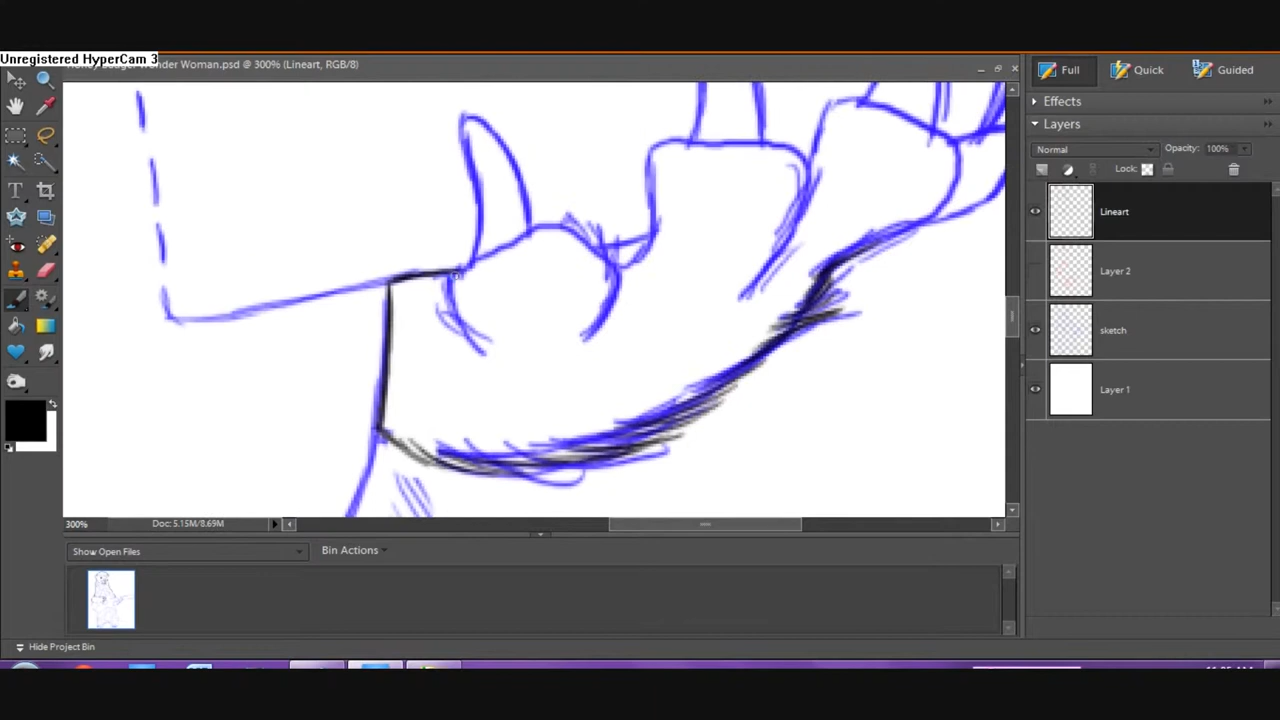 Unregistered HyperCam 3
Wonder Woman.psd @ 300% (Lineart, RGB/8)
Full
Quick
Guided
Effects
Layers
Normal
Opacity: 100%
Lock:
Lineart
Layer 2
sketch
Layer 1
300%
Doc: 5.15M/8.69M
Show Open Files
Bin Actions
Hide Project Bin